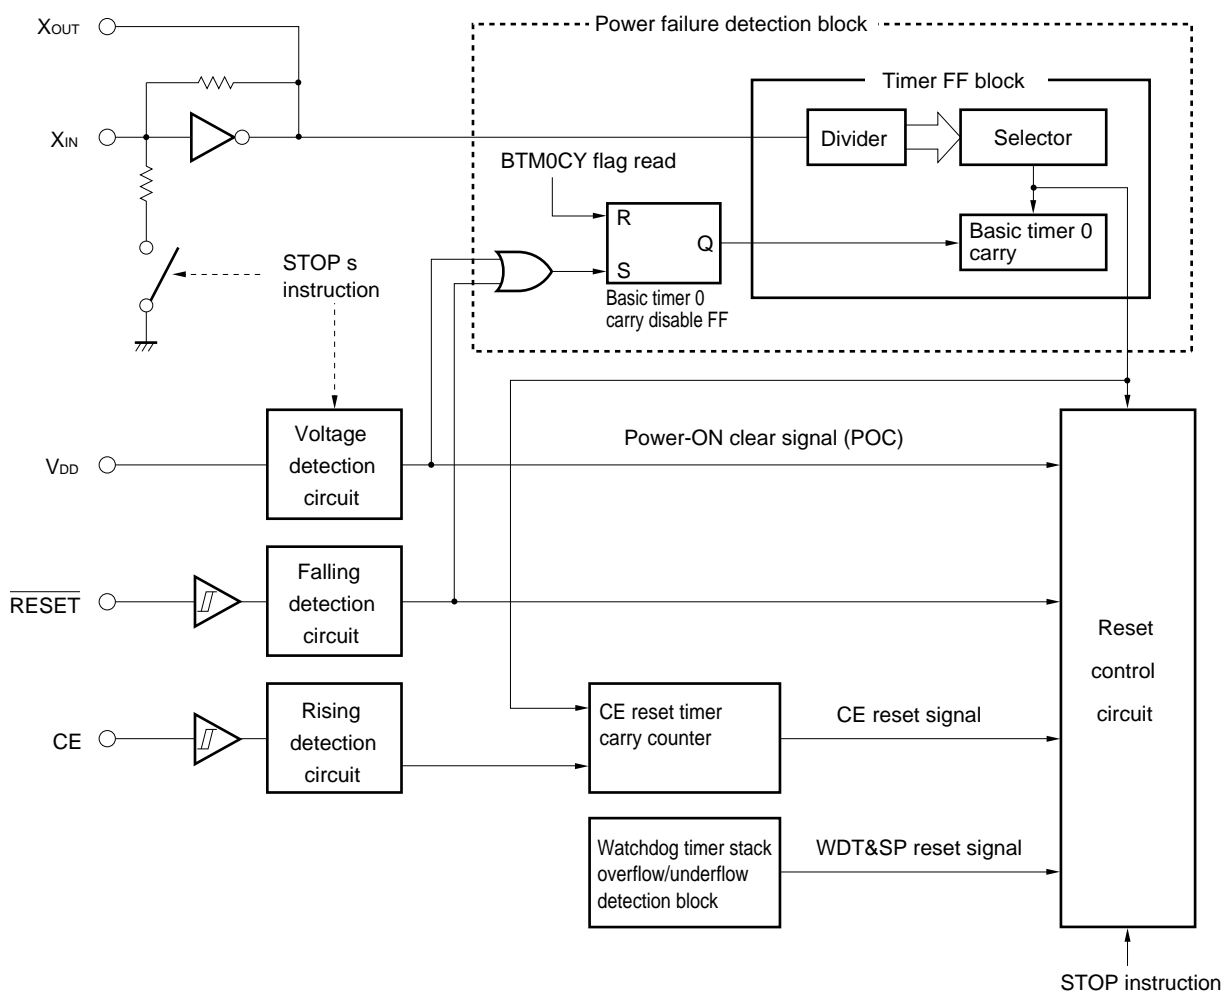 XOUT
Power failure detection block
Timer FF block
XIN
Divider
Selector
BTM0CY flag read
R
Q
S
Basic timer 0
carry
Basic timer 0
carry disable FF
STOP s
instruction
VDD
Voltage
detection
circuit
Power-ON clear signal (POC)
RESET
Falling
detection
circuit
Reset
control
circuit
CE
Rising
detection
circuit
CE reset timer
carry counter
CE reset signal
Watchdog timer stack
overflow/underflow
detection block
WDT&SP reset signal
STOP instruction